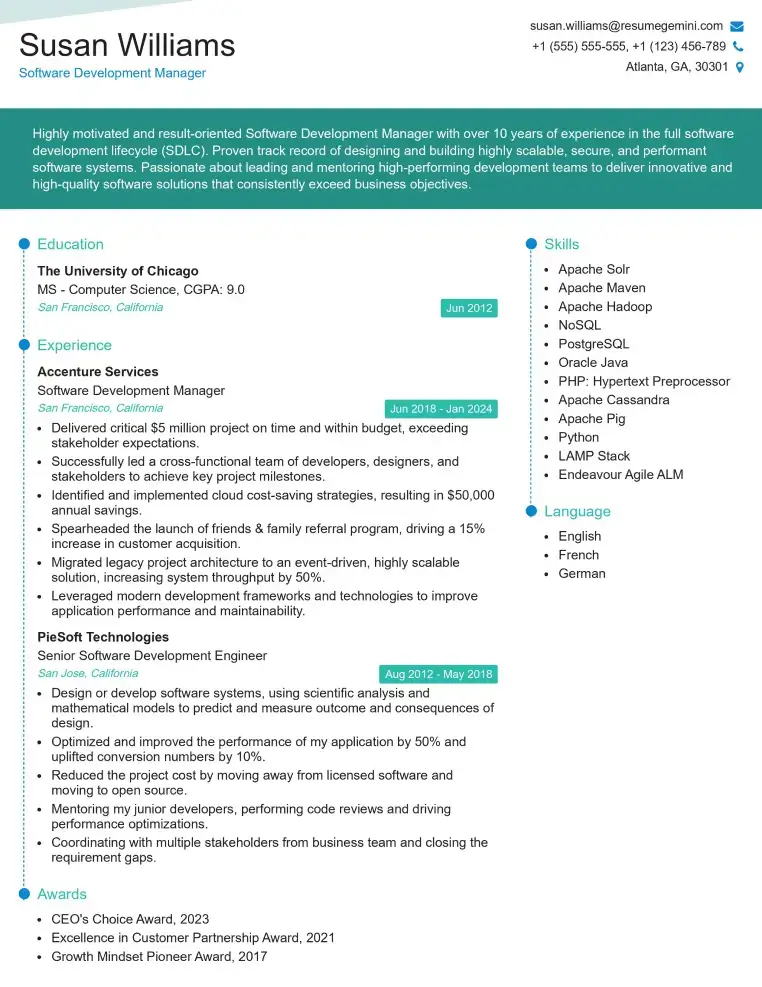 Susan Williams
Software Development Manager
susan.williams@resumegemini.com
+1 (555) 555-555, +1 (123) 456-789
Atlanta, GA, 30301
Highly motivated and result-oriented Software Development Manager with over 10 years of experience in the full software
development lifecycle (SDLC). Proven track record of designing and building highly scalable, secure, and performant
software systems. Passionate about leading and mentoring high-performing development teams to deliver innovative and
high-quality software solutions that consistently exceed business objectives.
Education
The University of Chicago
MS - Computer Science, CGPA: 9.0
San Francisco, California
Jun 2012
Experience
Accenture Services
Software Development Manager
San Francisco, California
Jun 2018 - Jan 2024
• Delivered critical $5 million project on time and within budget, exceeding
stakeholder expectations.
• Successfully led a cross-functional team of developers, designers, and
stakeholders to achieve key project milestones.
• Identified and implemented cloud cost-saving strategies, resulting in $50,000
annual savings.
• Spearheaded the launch of friends & family referral program, driving a 15%
increase in customer acquisition.
• Migrated legacy project architecture to an event-driven, highly scalable
solution, increasing system throughput by 50%.
• Leveraged modern development frameworks and technologies to improve
application performance and maintainability.
PieSoft Technologies
Senior Software Development Engineer
San Jose, California
Aug 2012 - May 2018
• Design or develop software systems, using scientific analysis and
mathematical models to predict and measure outcome and consequences of
design.
• Optimized and improved the performance of my application by 50% and
uplifted conversion numbers by 10%.
• Reduced the project cost by moving away from licensed software and
moving to open source.
• Mentoring my junior developers, performing code reviews and driving
performance optimizations.
• Coordinating with multiple stakeholders from business team and closing the
requirement gaps.
Awards
• CEO's Choice Award, 2023
• Excellence in Customer Partnership Award, 2021
• Growth Mindset Pioneer Award, 2017
Skills
• Apache Solr
• Apache Maven
• Apache Hadoop
• NoSQL
• PostgreSQL
• Oracle Java
• PHP: Hypertext Preprocessor
• Apache Cassandra
• Apache Pig
• Python
• LAMP Stack
• Endeavour Agile ALM
Language
• English
• French
• German